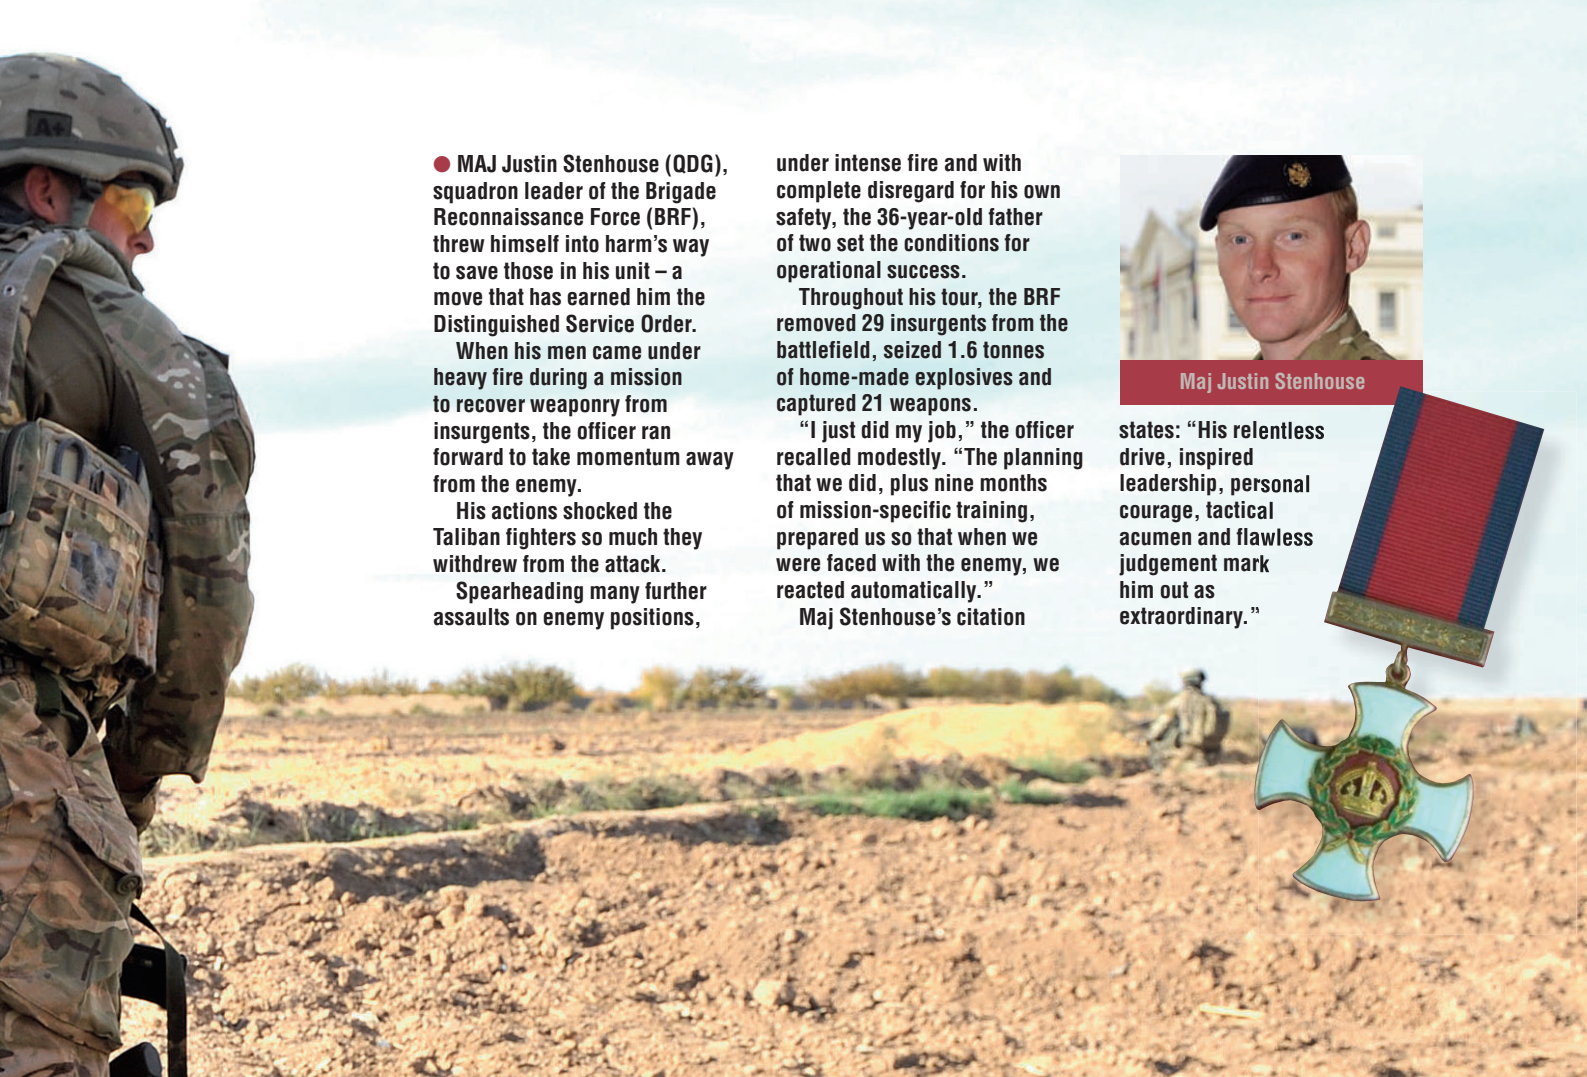 ● MAJ Justin Stenhouse (QDG),
squadron leader of the Brigade
Reconnaissance Force (BRF),
threw himself into harm’s way
to save those in his unit – a
move that has earned him the
Distinguished Service Order.
When his men came under
heavy fire during a mission
to recover weaponry from
insurgents, the officer ran
forward to take momentum away
from the enemy.
His actions shocked the
Taliban fighters so much they
withdrew from the attack.
Spearheading many further
assaults on enemy positions,
under intense fire and with
complete disregard for his own
safety, the 36-year-old father
of two set the conditions for
operational success.
Throughout his tour, the BRF
removed 29 insurgents from the
battlefield, seized 1.6 tonnes
of home-made explosives and
captured 21 weapons.
“I just did my job,” the officer
recalled modestly. “The planning
that we did, plus nine months
of mission-specific training,
prepared us so that when we
were faced with the enemy, we
reacted automatically.”
Maj Stenhouse’s citation
Maj Justin Stenhouse
states: “His relentless
drive, inspired
leadership, personal
courage, tactical
acumen and flawless
judgement mark
him out as
extraordinary.”
A+